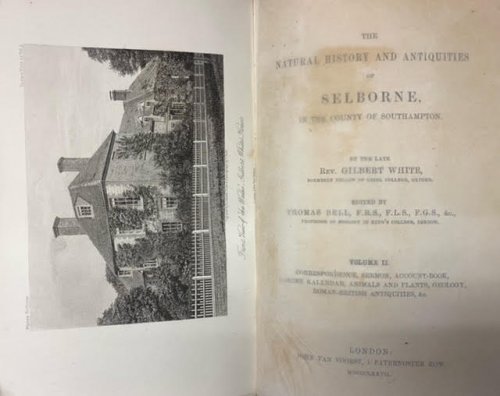 THE
NATURAL HISTORY AND ANTIQUITIES
OF
SELBORNE,
IN THE COUNTY OF SOUTHAMPTON.
BY THE LATE
REV. GILBERT WHITE,
FORMERLY FELLOW OF ORIEL COLLEGE, OXFORD.
EDITED BY
THOMAS BELL, F.R.S., F.L.S., F.G.S., &c.,
PROFESSOR OF ZOOLOGY IN KING'S COLLEGE, LONDON.
VOLUME II.
CORRESPONDENCE, SERMON, ACCOUNT-BOOK,
GARDEN KALENDAR, ANIMALS AND PLANTS, GEOLOGY,
ROMAN-BRITISH ANTIQUITIES, &c.
LONDON:
JOHN VAN VOORST, 1 PATERNOSTER ROW.
MDCCCLXXVII.